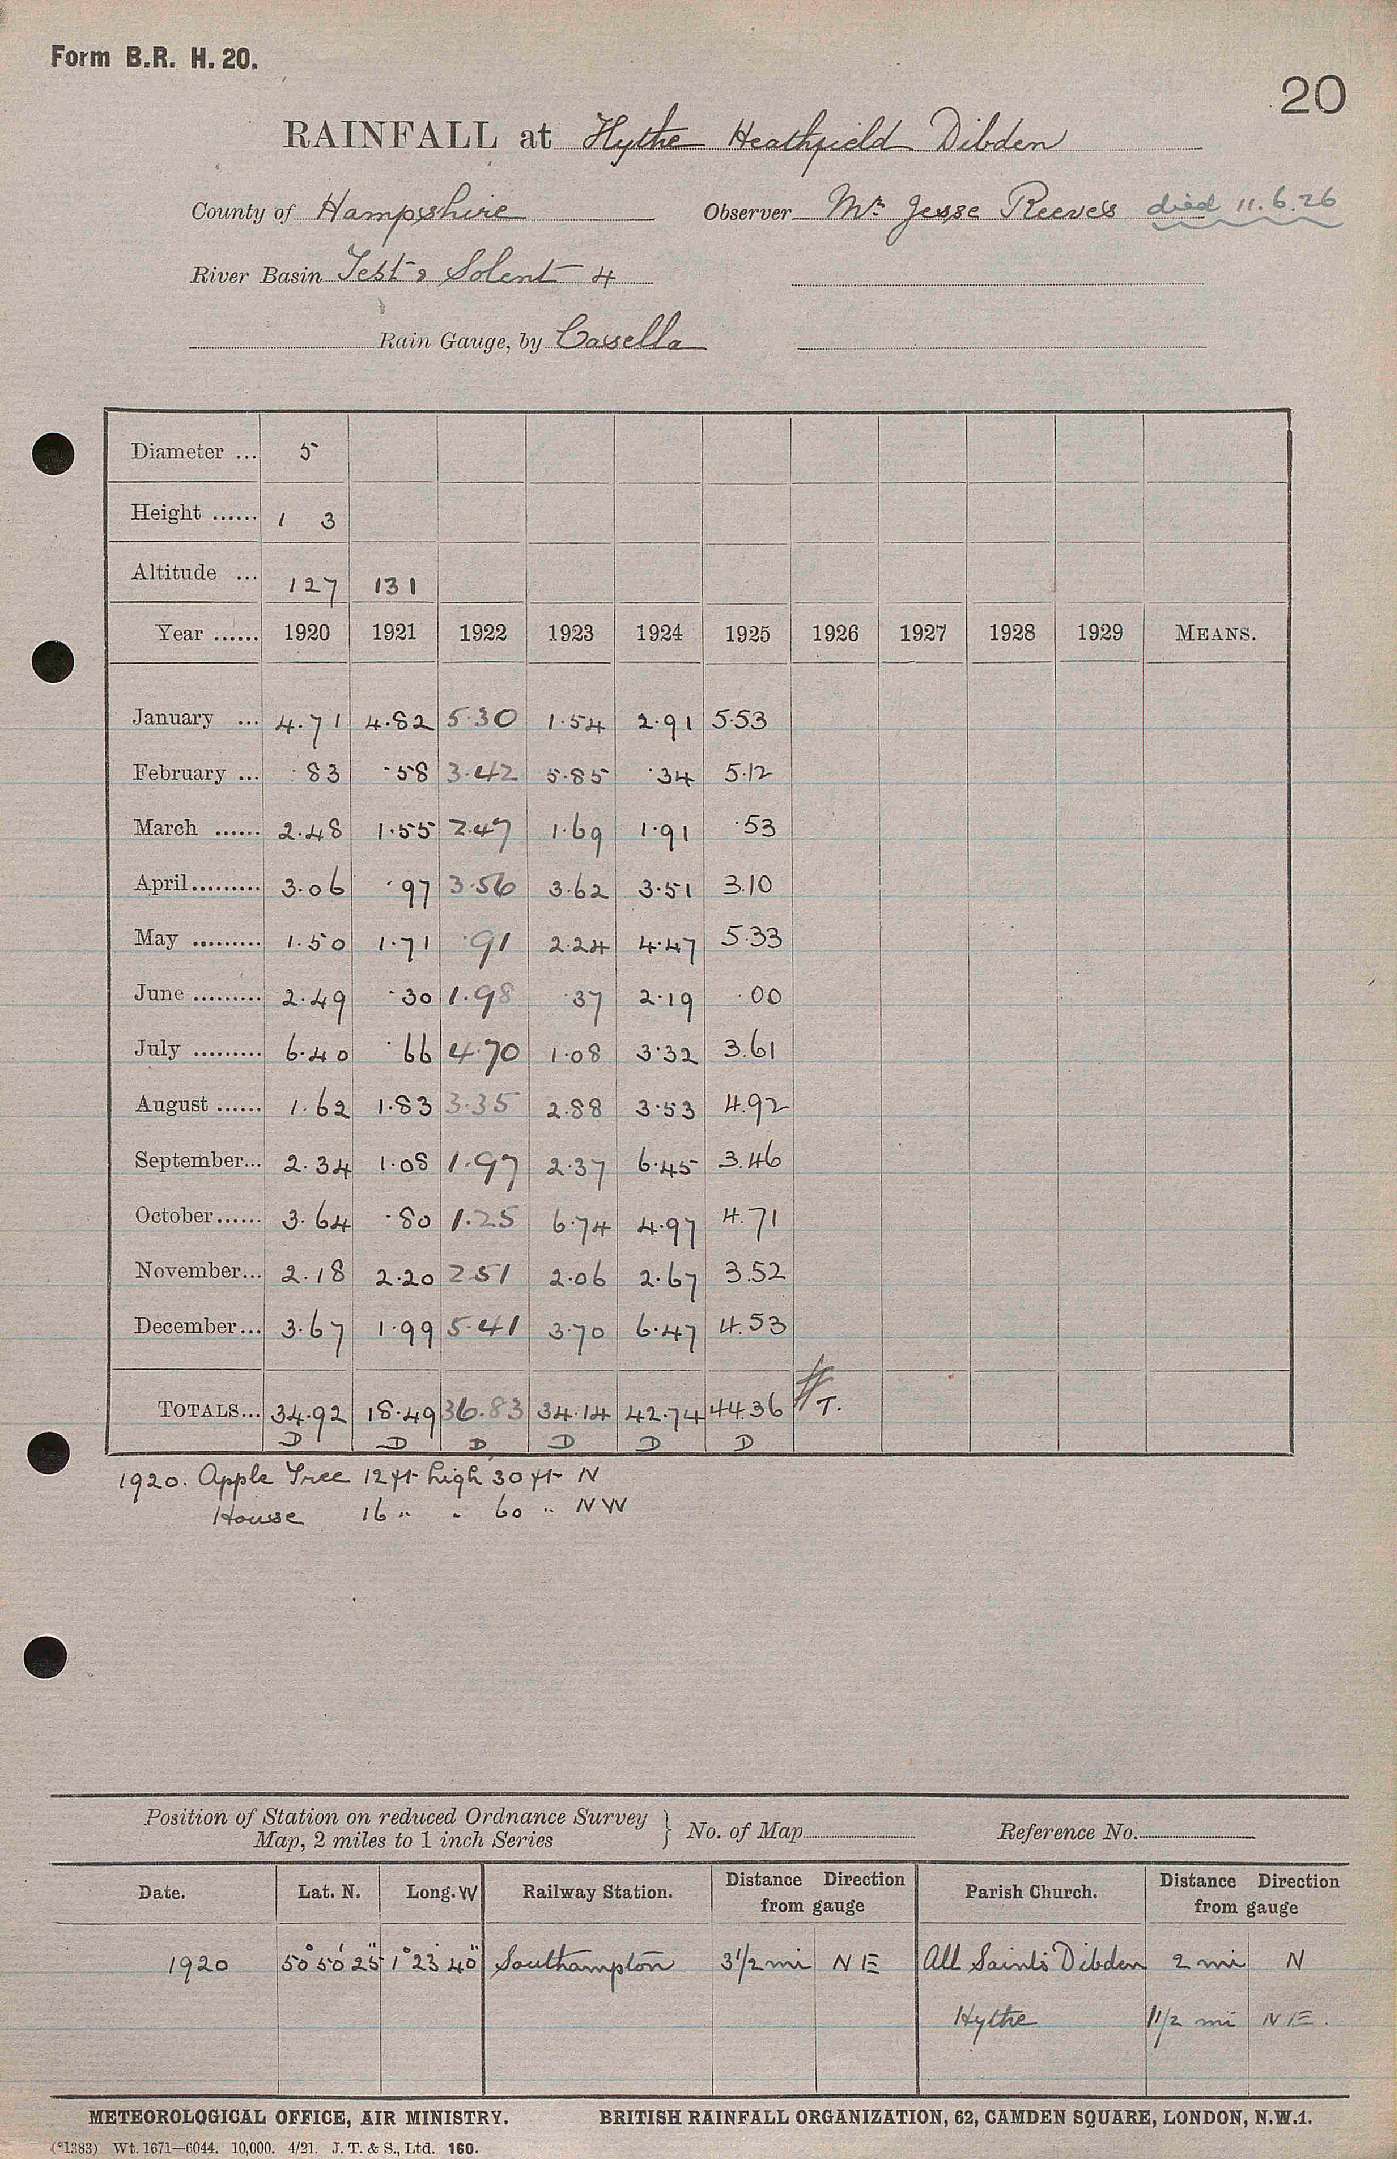 Form B.R. H. 20.
20
RAINFALL at Hythe Heathfield Dibden
County of Hampshire Observer Mr Jesse Reeves died 11.6.26
River Basin Test & Solent 4
Rain Gauge, by Casella
Diameter ... 5
Height ...... 1 3
Altitude ... 127 131
Year ...... 1920 1921 1922 1923 1924 1925 1926 1927 1928 1929 MEANS.
January ... 4.71 4.82 5.30 1.54 2.91 5.53
February ... .83 .58 3.42 5.85 .34 5.12
March ...... 2.48 1.55 2.47 1.69 1.91 .53
April......... 3.06 .97 3.56 3.62 3.51 3.10
May ......... 1.50 1.71 .91 2.24 4.47 5.33
June ......... 2.49 .30 1.98 .37 2.19 .00
July ......... 6.40 .66 4.70 1.08 3.32 3.61
August ...... 1.62 1.83 3.35 2.88 3.53 4.92
September... 2.34 1.08 1.97 2.37 6.45 3.46
October...... 3.64 .80 1.25 6.74 4.97 4.71
November... 2.18 2.20 2.51 2.06 2.67 3.52
December... 3.67 1.99 5.41 3.70 6.47 4.53
TOTALS... 34.92 18.49 36.83 34.14 42.74 44.36 T.
D D D D D D
1920. Apple Tree 12 ft high 30 ft N
House 16 " " 60 " NW
Position of Station on reduced Ordnance Survey
Map, 2 miles to 1 inch Series } No. of Map Reference No.
Date. Lat. N. Long. W Railway Station. Distance Direction from gauge Parish Church. Distance Direction from gauge
1920 50° 50' 25" 1° 23' 40" Southampton 3 1/2 mi NE All Saints Dibden 2 mi N
Hythe 1 1/2 mi NE.
METEOROLOGICAL OFFICE, AIR MINISTRY. BRITISH RAINFALL ORGANIZATION, 62, CAMDEN SQUARE, LONDON, N.W.1.
(*1383) Wt. 1671—6044. 10,000. 4/21. J. T. & S., Ltd. 160.